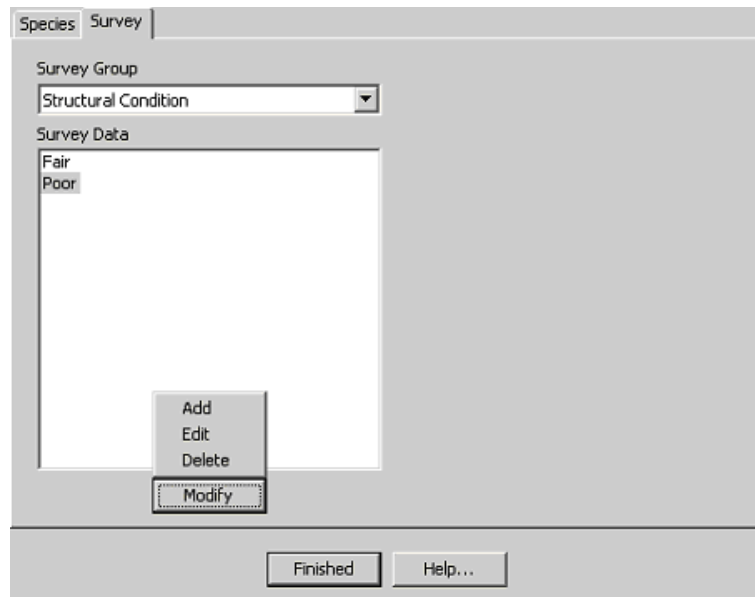 Species Survey
Survey Group
Structural Condition
Survey Data
Fair
Poor
Add
Edit
Delete
Modify
Finished Help...